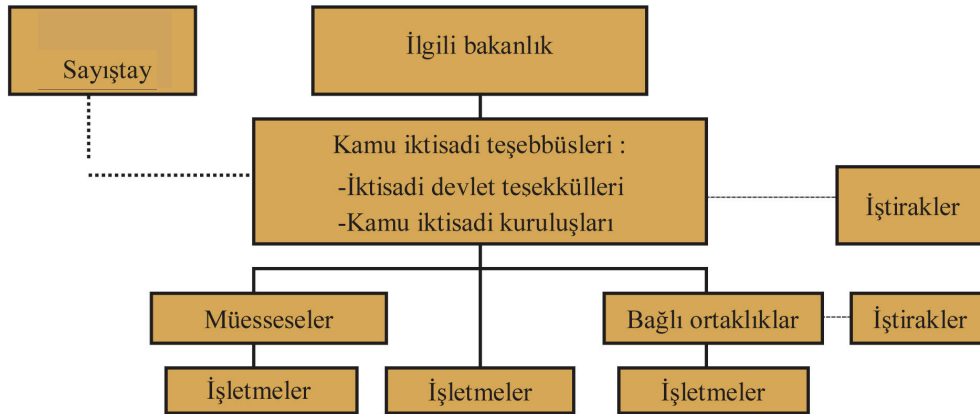 Sayıştay
İlgili bakanlık
Kamu iktisadi teşebbüsleri :
-İktisadi devlet teşekkülleri
-Kamu iktisadi kuruluşları
İştirakler
Müesseseler
Bağlı ortaklıklar
İştirakler
İşletmeler
İşletmeler
İşletmeler